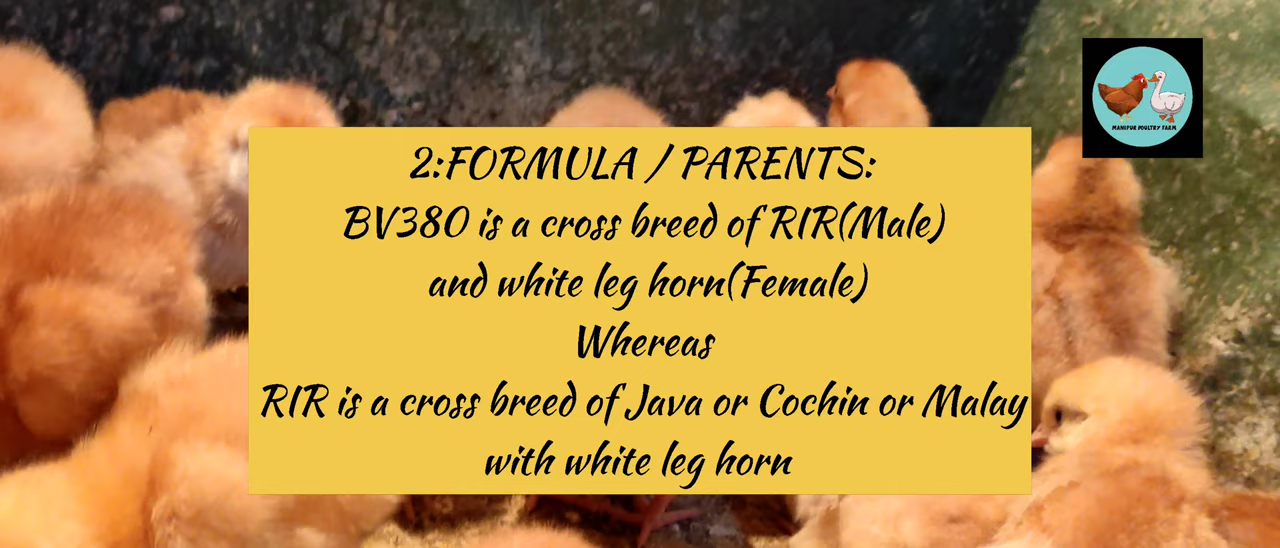 MANIPUR POULTRY FARM
2:FORMULA / PARENTS:
BV380 is a cross breed of RIR(Male)
and white leg horn(Female)
Whereas
RIR is a cross breed of Java or Cochin or Malay
with white leg horn